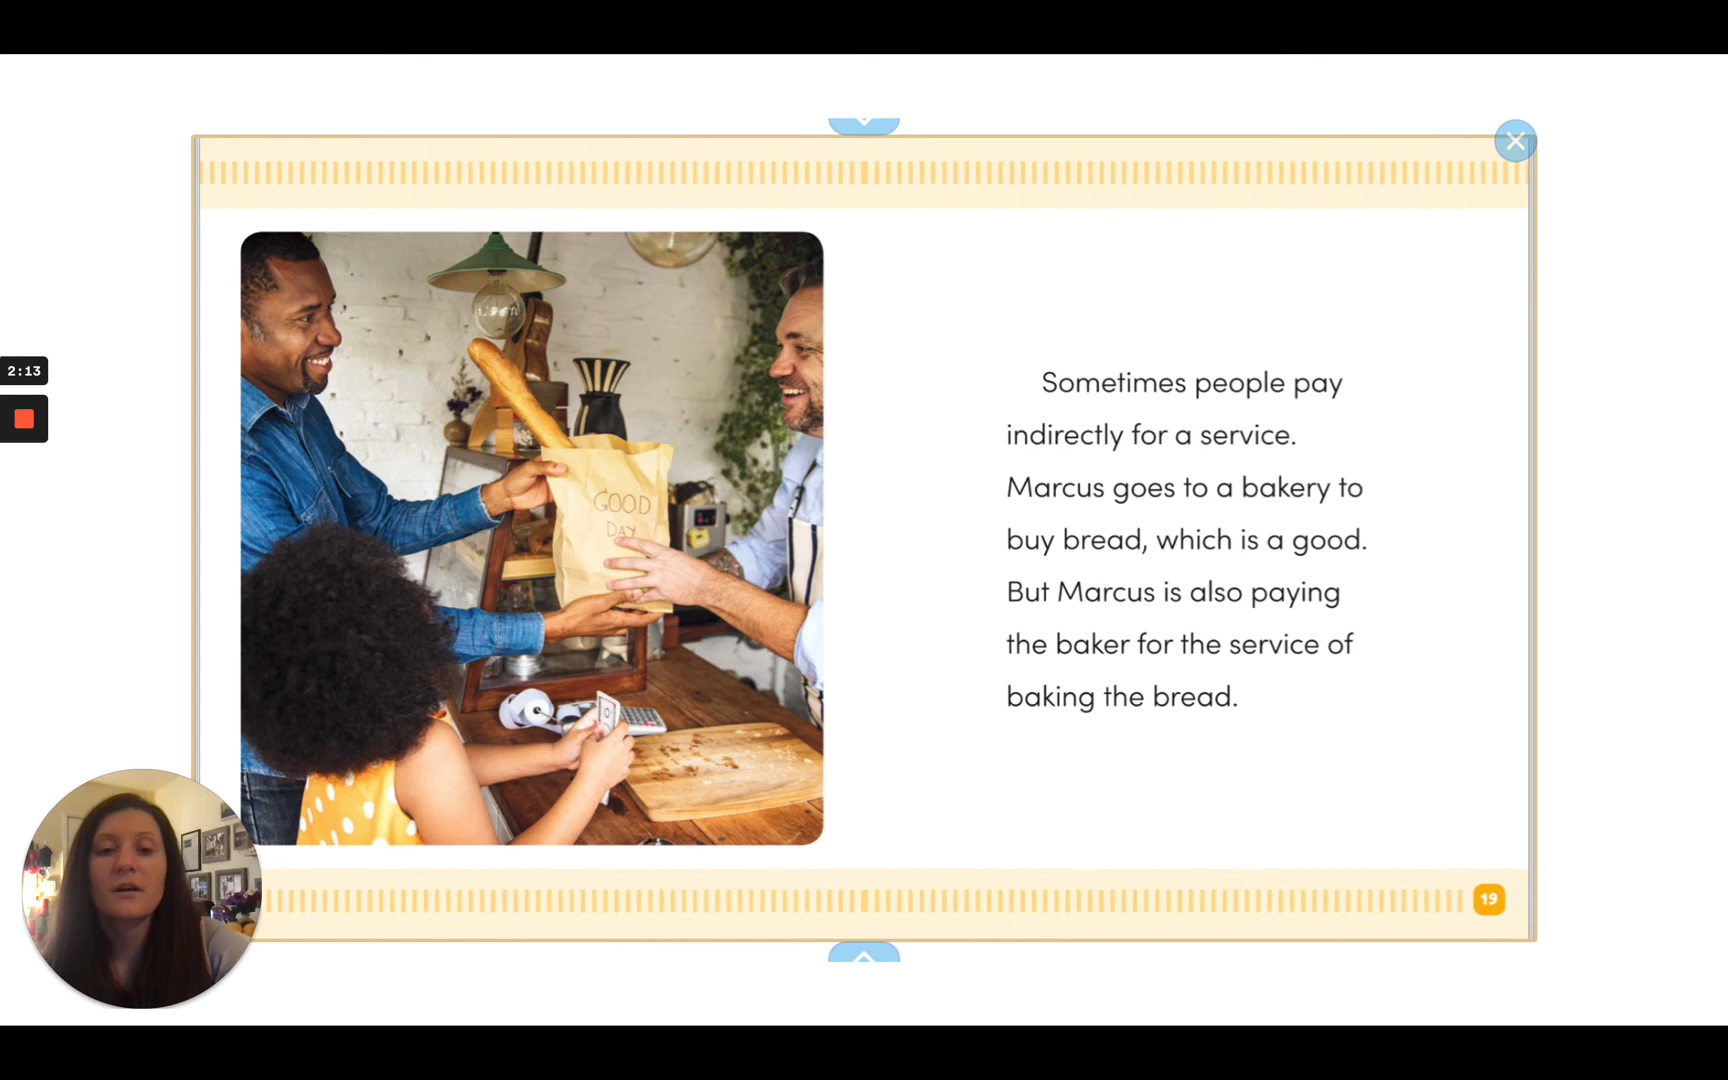 2:13
GOOD
DAY
Sometimes people pay
indirectly for a service.
Marcus goes to a bakery to
buy bread, which is a good.
But Marcus is also paying
the baker for the service of
baking the bread.
19